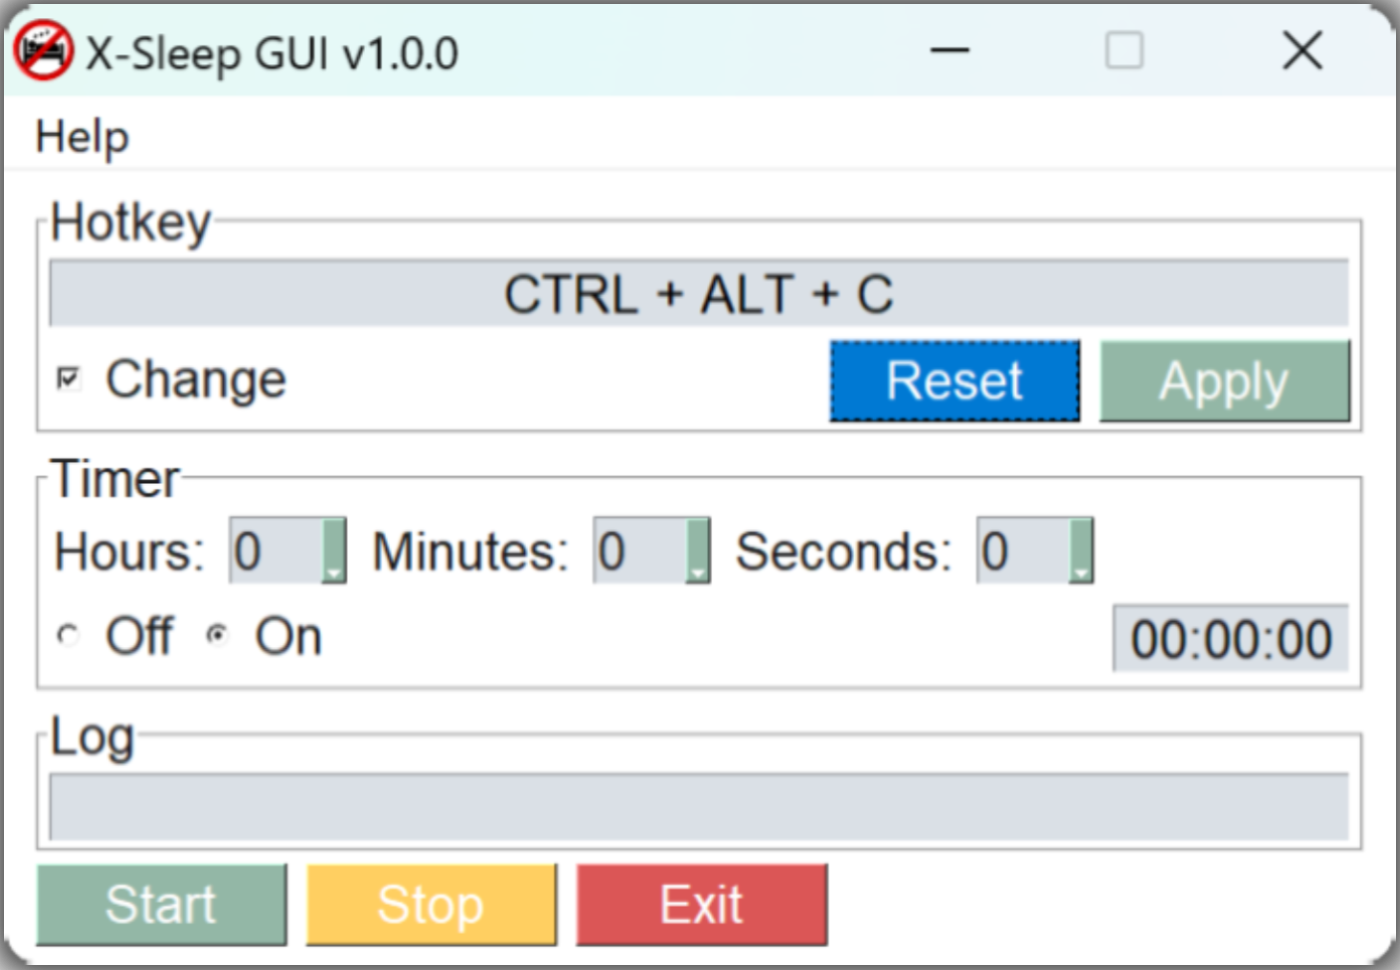 X-Sleep GUI v1.0.0
Help
Hotkey
CTRL + ALT + C
Change Reset Apply
Timer
Hours: 0 Minutes: 0 Seconds: 0
Off On 00:00:00
Log
Start Stop Exit